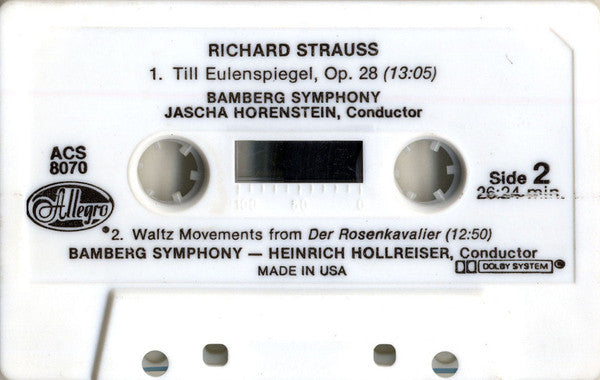 RICHARD STRAUSS
1. Till Eulenspiegel, Op. 28 (13:05)
BAMBERG SYMPHONY
JASCHA HORENSTEIN, Conductor
ACS
8070
Allegro
100 50 0
Side 2
26:24 min.
2. Waltz Movements from Der Rosenkavalier (12:50)
BAMBERG SYMPHONY — HEINRICH HOLLREISER, Conductor
MADE IN USA
DOLBY SYSTEM